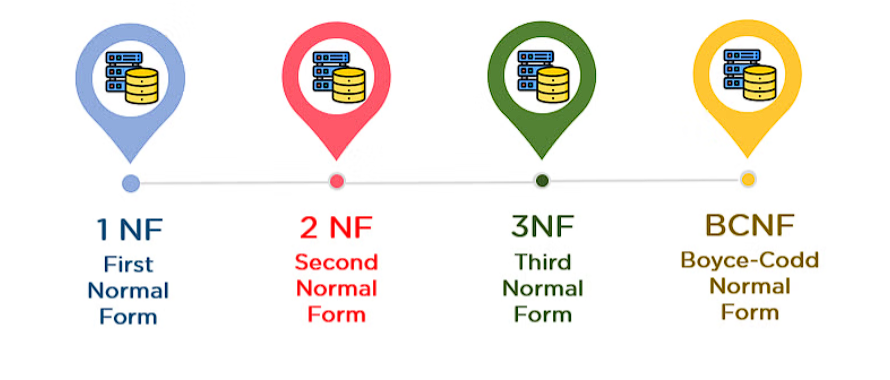 1 NF
First
Normal
Form
2 NF
Second
Normal
Form
3NF
Third
Normal
Form
BCNF
Boyce-Codd
Normal
Form